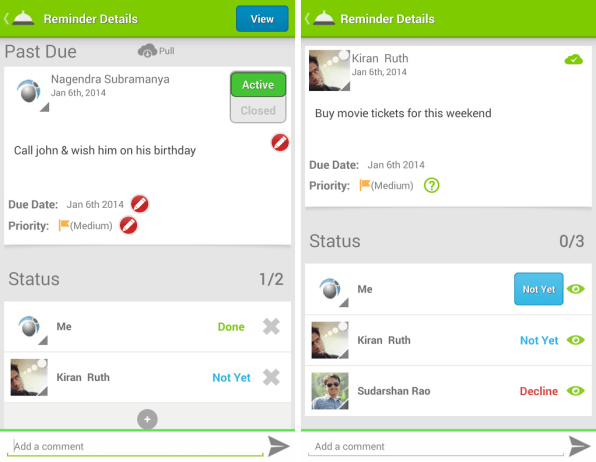 Reminder Details
View
Past Due
Pull
Nagendra Subramanya
Jan 6th, 2014
Active
Closed
Call john & wish him on his birthday
Due Date: Jan 6th 2014
Priority: (Medium)
Status 1/2
Me Done
Kiran Ruth Not Yet
Add a comment
Reminder Details
Kiran Ruth
Jan 6th, 2014
Buy movie tickets for this weekend
Due Date: Jan 6th 2014
Priority: (Medium) ?
Status 0/3
Me Not Yet
Kiran Ruth Not Yet
Sudarshan Rao Decline
Add a comment